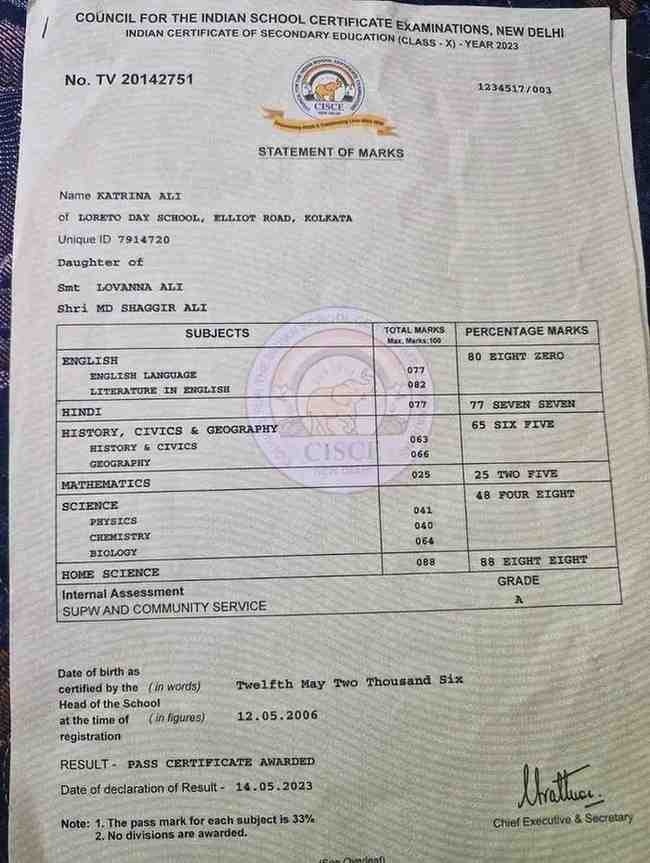 COUNCIL FOR THE INDIAN SCHOOL CERTIFICATE EXAMINATIONS, NEW DELHI
INDIAN CERTIFICATE OF SECONDARY EDUCATION (CLASS - X) - YEAR 2023
No. TV 20142751
1234517/003
CISCE
NEW DELHI
STATEMENT OF MARKS
Name KATRINA ALI
of LORETO DAY SCHOOL, ELLIOT ROAD, KOLKATA
Unique ID 7914720
Daughter of
Smt LOVANNA ALI
Shri MD SHAGGIR ALI
SUBJECTS TOTAL MARKS Max. Marks:100 PERCENTAGE MARKS
ENGLISH 80 EIGHT ZERO
ENGLISH LANGUAGE 077
LITERATURE IN ENGLISH 082
HINDI 077 77 SEVEN SEVEN
HISTORY, CIVICS & GEOGRAPHY 65 SIX FIVE
HISTORY & CIVICS 063
GEOGRAPHY 066
MATHEMATICS 025 25 TWO FIVE
SCIENCE 48 FOUR EIGHT
PHYSICS 041
CHEMISTRY 040
BIOLOGY 064
HOME SCIENCE 088 88 EIGHT EIGHT
Internal Assessment GRADE
SUPW AND COMMUNITY SERVICE A
CISCE
NEW DELHI
Date of birth as
certified by the (in words) Twelfth May Two Thousand Six
Head of the School
at the time of (in figures) 12.05.2006
registration
RESULT - PASS CERTIFICATE AWARDED
Date of declaration of Result - 14.05.2023
Chief Executive & Secretary
Note: 1. The pass mark for each subject is 33%
2. No divisions are awarded.
(See Overleaf)